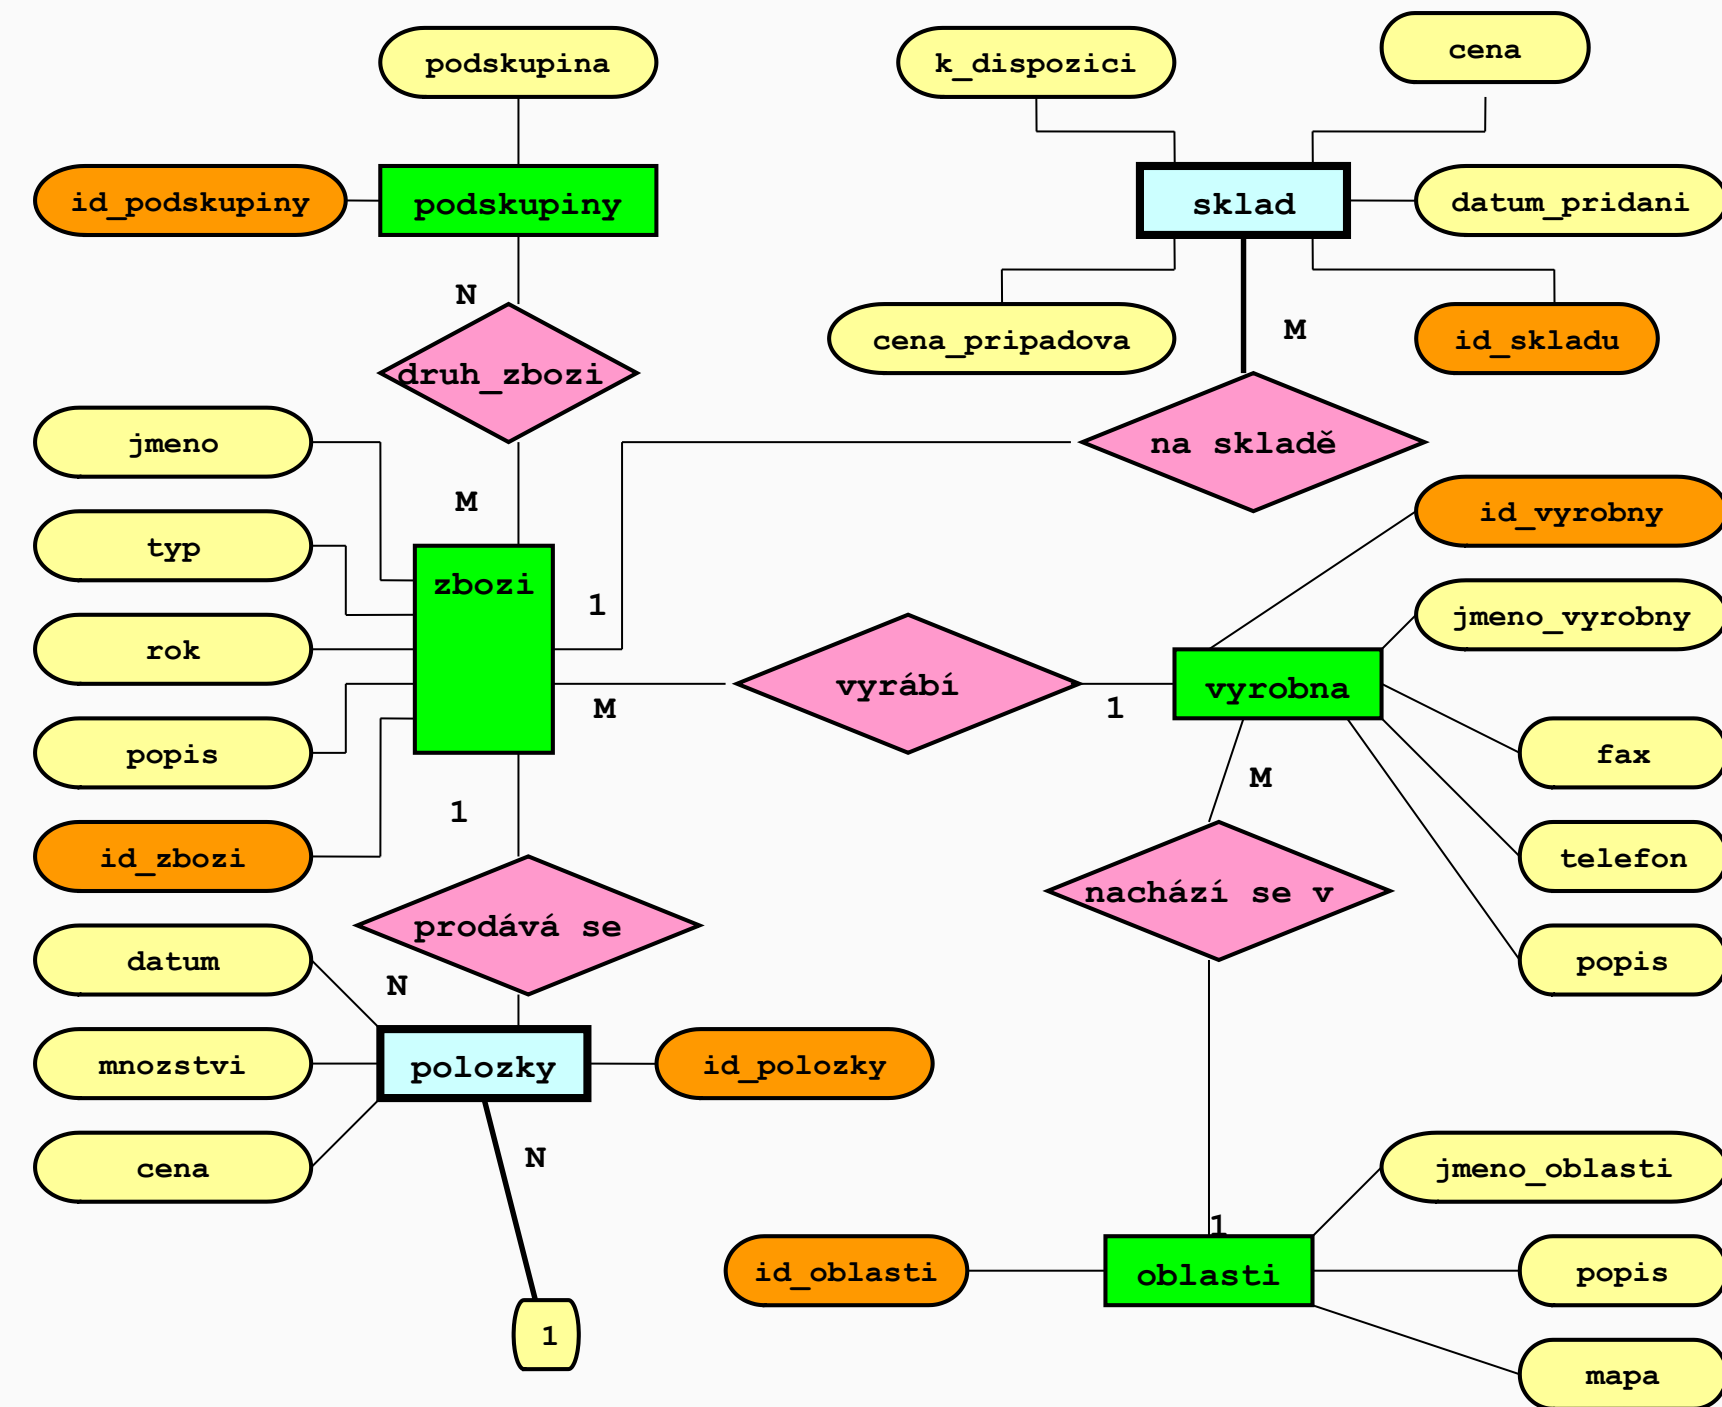 podskupina
k_dispozici
cena
id_podskupiny
podskupiny
sklad
datum_pridani
N
cena_pripadova
M
id_skladu
druh_zbozi
jmeno
na skladě
M
id_vyrobny
typ
zbozi
1
jmeno_vyrobny
rok
vyrábí
vyrobna
M
1
popis
fax
M
1
id_zbozi
telefon
nachází se v
prodává se
datum
popis
N
mnozstvi
polozky
id_polozky
N
cena
jmeno_oblasti
1
id_oblasti
oblasti
popis
1
mapa